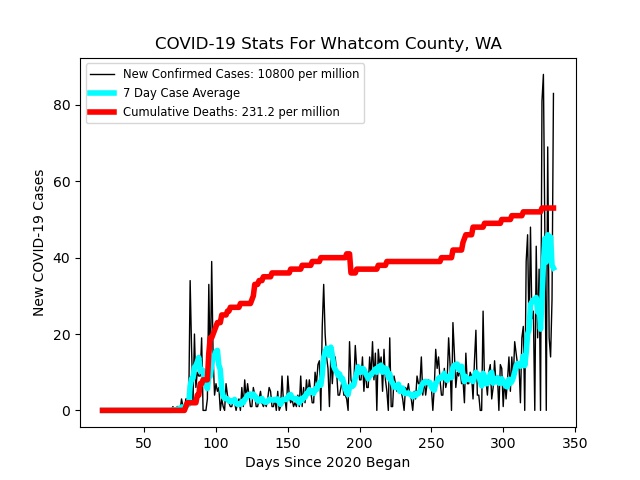 COVID-19 Stats For Whatcom County, WA
New Confirmed Cases: 10800 per million
7 Day Case Average
Cumulative Deaths: 231.2 per million
New COVID-19 Cases
80
60
40
20
0
50 100 150 200 250 300 350
Days Since 2020 Began